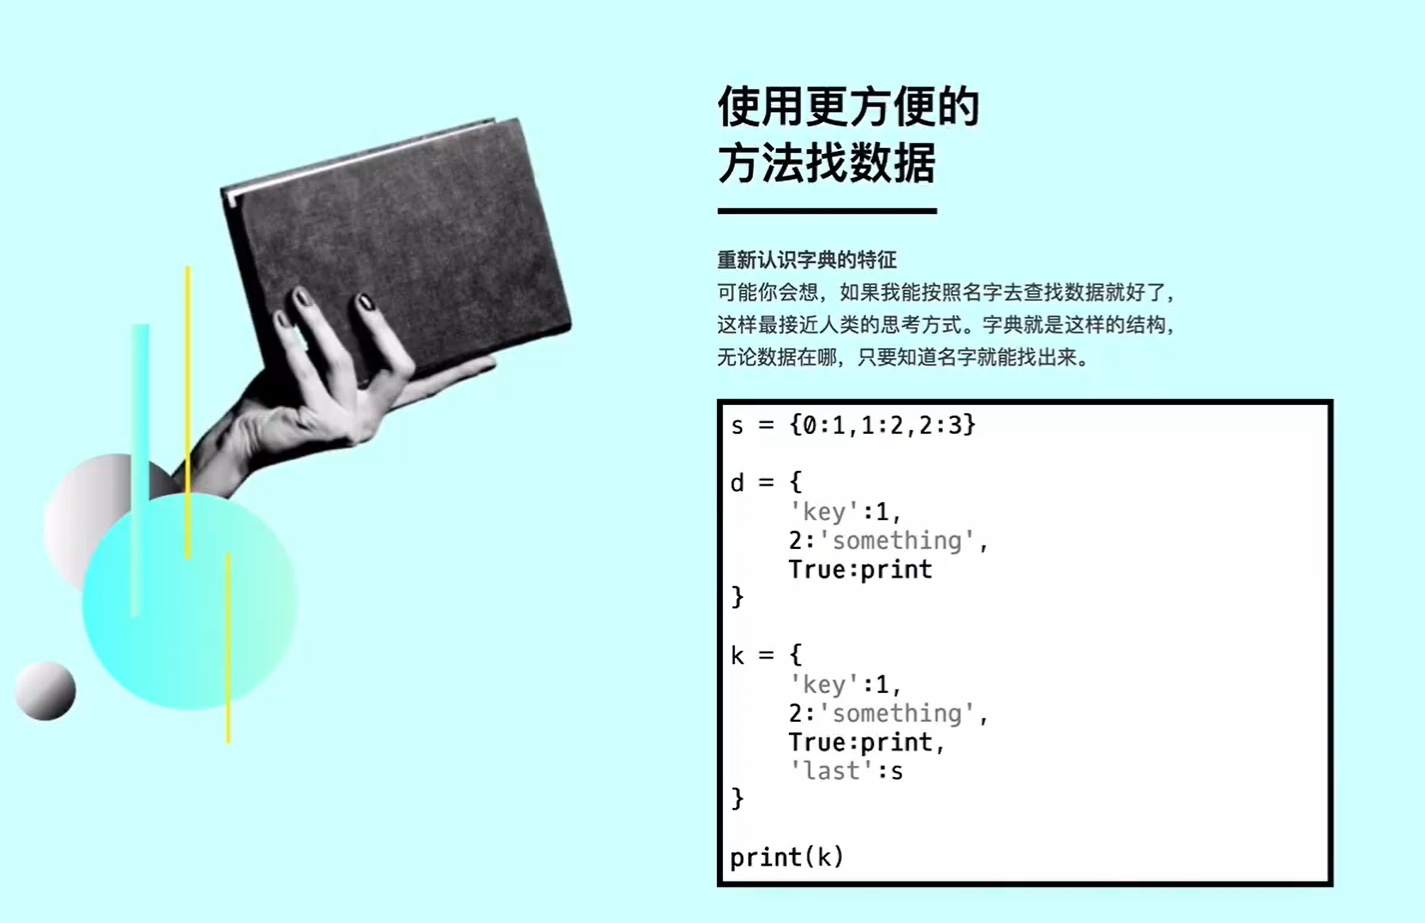 使用更方便的
方法找数据
重新认识字典的特征
可能你会想，如果我能按照名字去查找数据就好了，
这样最接近人类的思考方式。字典就是这样的结构，
无论数据在哪，只要知道名字就能找出来。
s = {0:1,1:2,2:3}
d = {
    'key':1,
    2:'something',
    True:print
}
k = {
    'key':1,
    2:'something',
    True:print,
    'last':s
}
print(k)